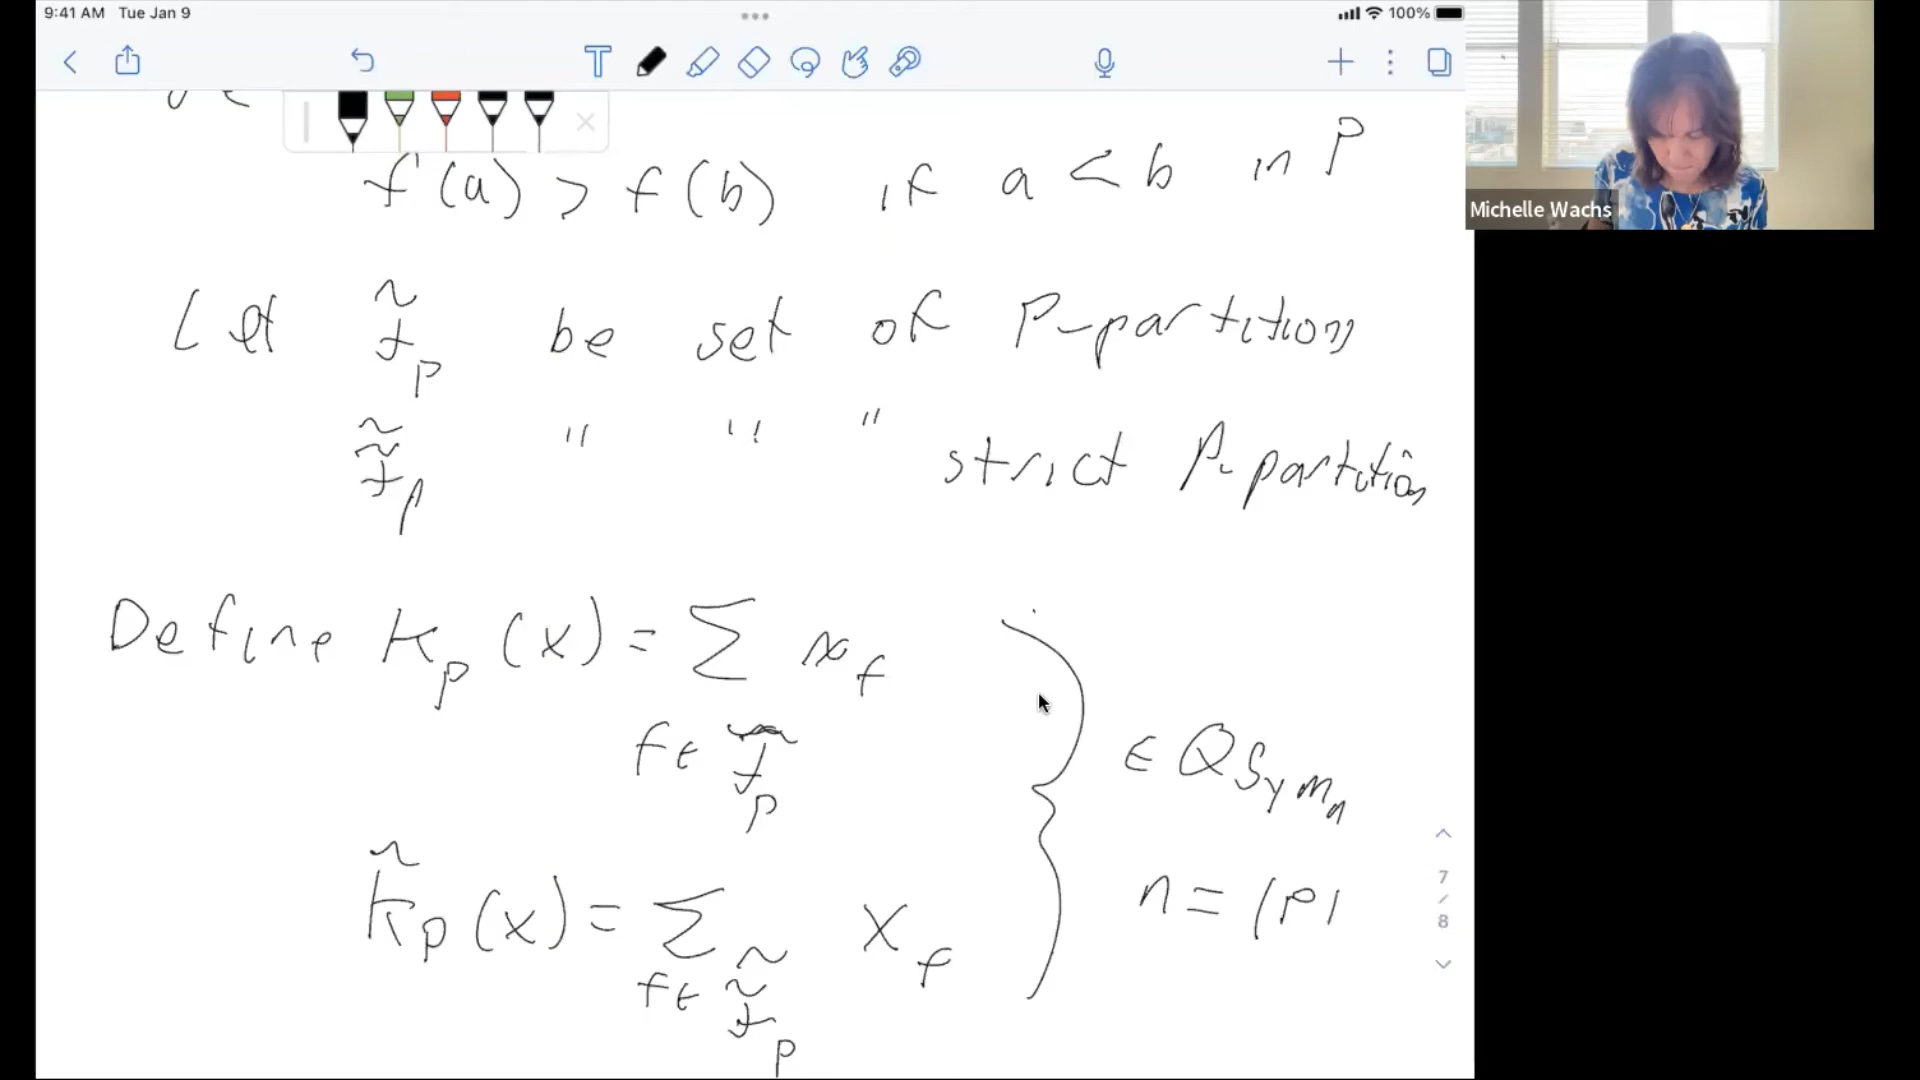 9:41 AM Tue Jan 9
100%
f(a) > f(b) if a < b in P
Michelle Wachs
Let f̃_P be set of P-partitions
f̃̃_P " " " strict P-partitions
Define K_P (x) = ∑ x_f
f ∈ f̃_P
∈ QSym_n
K̃_P (x) = ∑ x_f
n = |P|
f ∈ f̃̃_P
7 / 8